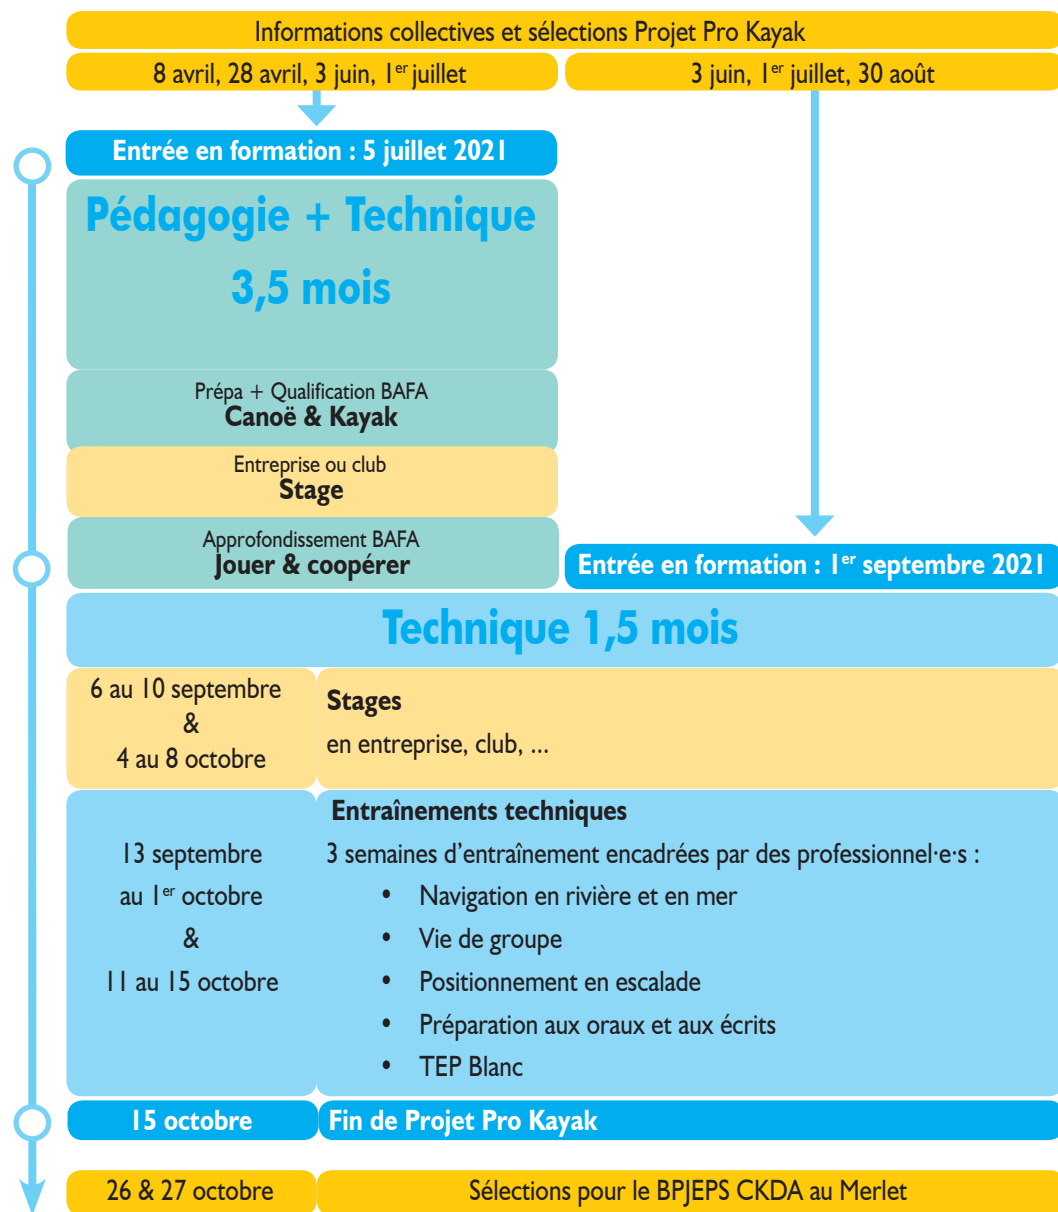 Informations collectives et sélections Projet Pro Kayak
8 avril, 28 avril, 3 juin, 1er juillet
3 juin, 1er juillet, 30 août
Entrée en formation : 5 juillet 2021
Pédagogie + Technique
3,5 mois
Prépa + Qualification BAFA
Canoë & Kayak
Entreprise ou club
Stage
Approfondissement BAFA
Jouer & coopérer
Entrée en formation : 1er septembre 2021
Technique 1,5 mois
6 au 10 septembre
&
4 au 8 octobre
Stages
en entreprise, club, ...
13 septembre
au 1er octobre
&
11 au 15 octobre
Entraînements techniques
3 semaines d’entraînement encadrées par des professionnel·e·s :
• Navigation en rivière et en mer
• Vie de groupe
• Positionnement en escalade
• Préparation aux oraux et aux écrits
• TEP Blanc
15 octobre
Fin de Projet Pro Kayak
26 & 27 octobre
Sélections pour le BPJEPS CKDA au Merlet